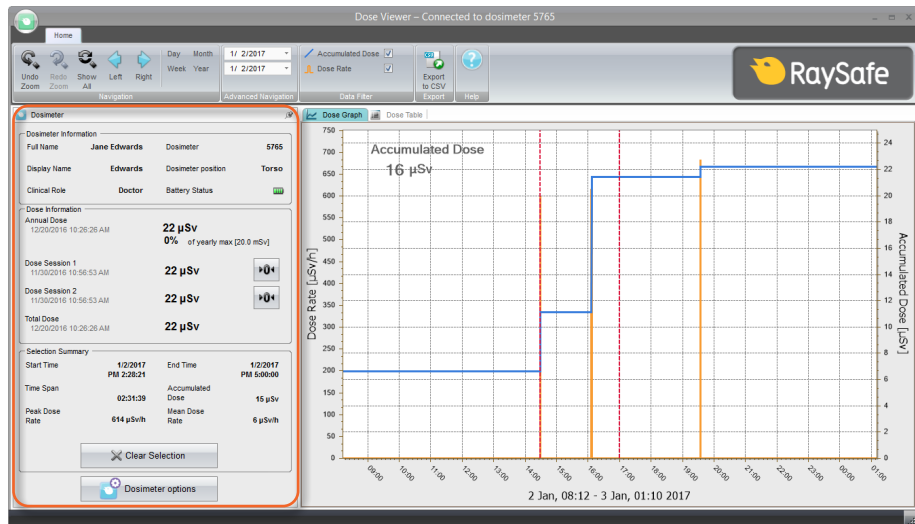 Dose Viewer – Connected to dosimeter 5765
Home
Undo Zoom
Redo Zoom
Show All
Left
Right
Day Month
Week Year
1/ 2/2017
1/ 2/2017
Accumulated Dose
Dose Rate
CSV
Export to CSV
Navigation
Advanced Navigation
Data Filter
Export
Help
RaySafe
Dosimeter
Dosimeter Information
Full Name Jane Edwards Dosimeter 5765
Display Name Edwards Dosimeter position Torso
Clinical Role Doctor Battery Status
Dose Information
Annual Dose
12/20/2016 10:26:26 AM 22 µSv
0% of yearly max [20.0 mSv]
Dose Session 1
11/30/2016 10:56:53 AM 22 µSv
Dose Session 2
11/30/2016 10:56:53 AM 22 µSv
Total Dose
12/20/2016 10:26:26 AM 22 µSv
Selection Summary
Start Time 1/2/2017 PM 2:28:21 End Time 1/2/2017 PM 5:00:00
Time Span 02:31:39 Accumulated Dose 15 µSv
Peak Dose Rate 614 µSv/h Mean Dose Rate 6 µSv/h
Clear Selection
Dosimeter options
Dose Graph Dose Table
Accumulated Dose
16 µSv
Dose Rate [µSv/h]
750
700
650
600
550
500
450
400
350
300
250
200
150
100
50
0
Accumulated Dose [µSv]
24
22
20
18
16
14
12
10
8
6
4
2
0
09:00 10:00 11:00 12:00 13:00 14:00 15:00 16:00 17:00 18:00 19:00 20:00 21:00 22:00 23:00 00:00 01:00
2 Jan, 08:12 - 3 Jan, 01:10 2017